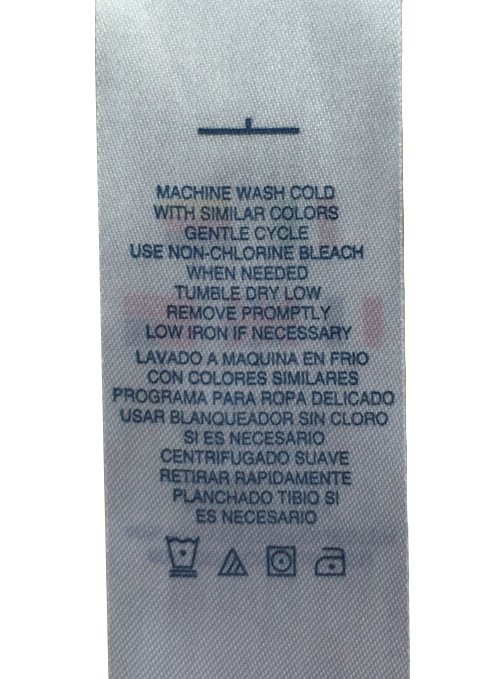 MACHINE WASH COLD
WITH SIMILAR COLORS
GENTLE CYCLE
USE NON-CHLORINE BLEACH
WHEN NEEDED
TUMBLE DRY LOW
REMOVE PROMPTLY
LOW IRON IF NECESSARY
LAVADO A MAQUINA EN FRIO
CON COLORES SIMILARES
PROGRAMA PARA ROPA DELICADO
USAR BLANQUEADOR SIN CLORO
SI ES NECESARIO
CENTRIFUGADO SUAVE
RETIRAR RAPIDAMENTE
PLANCHADO TIBIO SI
ES NECESARIO